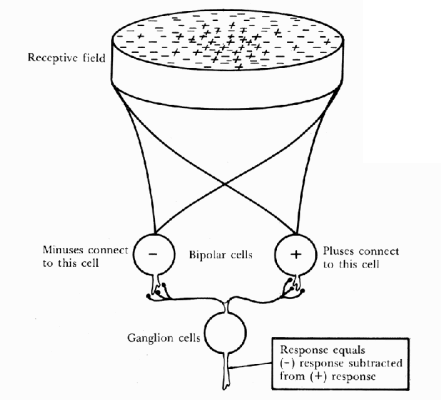 Receptive field
Minuses connect
to this cell
−
Bipolar cells
+
Pluses connect
to this cell
Ganglion cells
Response equals
(−) response subtracted
from (+) response